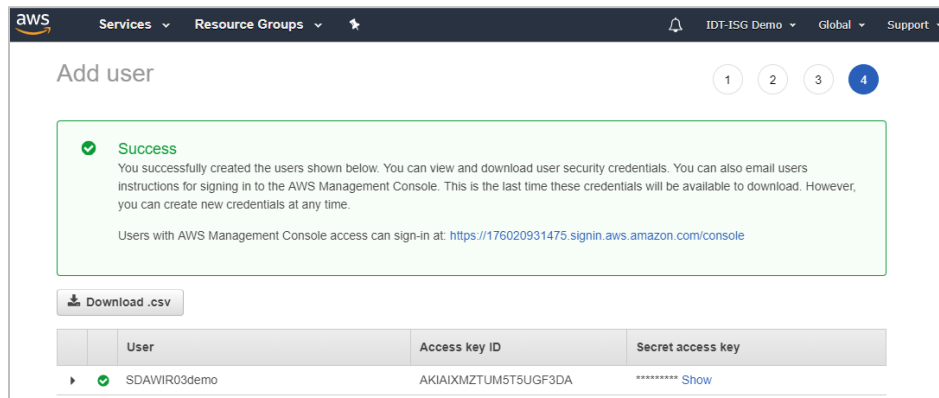 aws Services Resource Groups IDT-ISG Demo Global Support
Add user 1 2 3 4
Success
You successfully created the users shown below. You can view and download user security credentials. You can also email users
instructions for signing in to the AWS Management Console. This is the last time these credentials will be available to download. However,
you can create new credentials at any time.
Users with AWS Management Console access can sign-in at: https://176020931475.signin.aws.amazon.com/console
Download .csv
User Access key ID Secret access key
SDAWIR03demo AKIAIXMZTUM5T5UGF3DA ********* Show